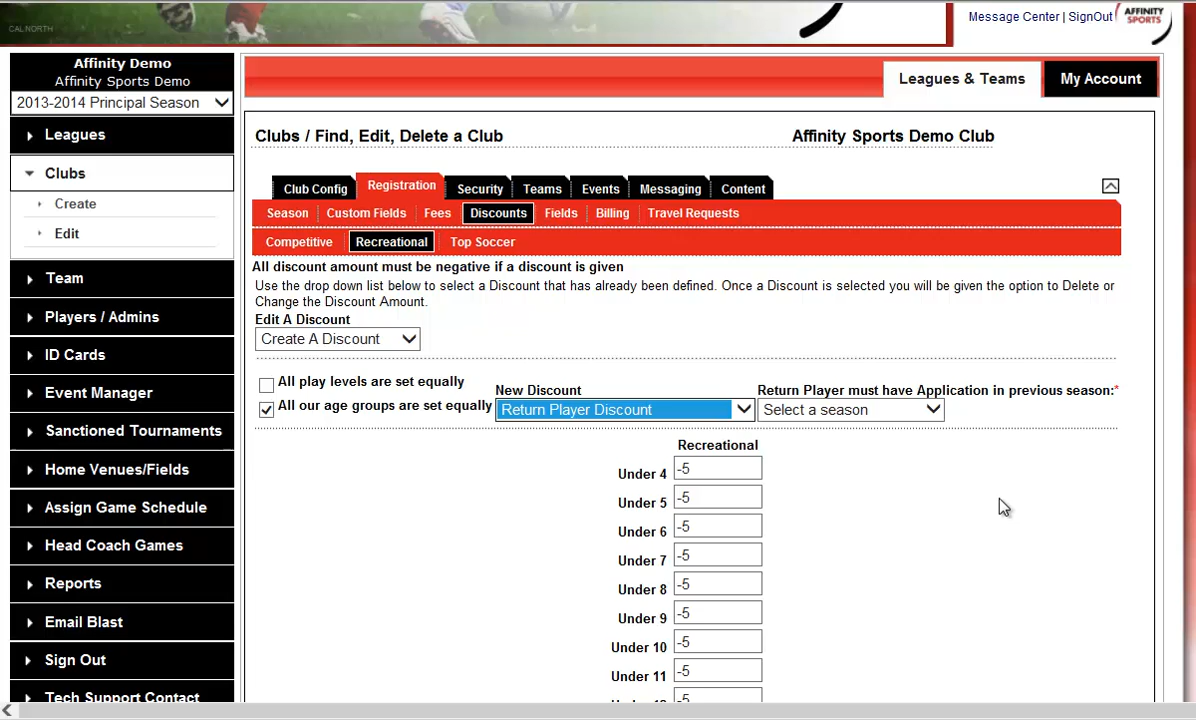 CAL NORTH
Message Center | SignOut
AFFINITY
SPORTS
Affinity Demo
Affinity Sports Demo
2013-2014 Principal Season
Leagues & Teams
My Account
Leagues
Clubs
Create
Edit
Team
Players / Admins
ID Cards
Event Manager
Sanctioned Tournaments
Home Venues/Fields
Assign Game Schedule
Head Coach Games
Reports
Email Blast
Sign Out
Tech Support Contact
Clubs / Find, Edit, Delete a Club
Affinity Sports Demo Club
Club Config
Registration
Security
Teams
Events
Messaging
Content
Season
Custom Fields
Fees
Discounts
Fields
Billing
Travel Requests
Competitive
Recreational
Top Soccer
All discount amount must be negative if a discount is given
Use the drop down list below to select a Discount that has already been defined. Once a Discount is selected you will be given the option to Delete or
Change the Discount Amount.
Edit A Discount
Create A Discount
All play levels are set equally
All our age groups are set equally
New Discount
Return Player Discount
Return Player must have Application in previous season:*
Select a season
Recreational
Under 4 -5
Under 5 -5
Under 6 -5
Under 7 -5
Under 8 -5
Under 9 -5
Under 10 -5
Under 11 -5
-5